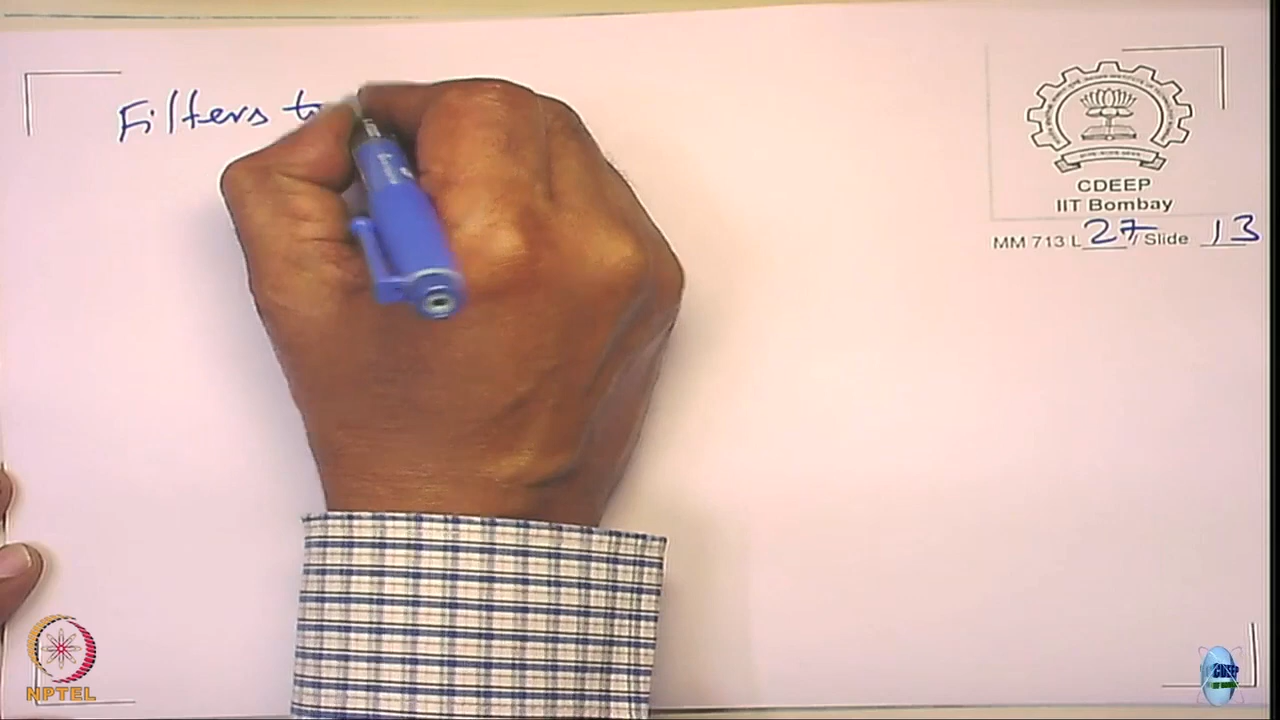 Filters
CDEEP
IIT Bombay
MM 713 L 27 / Slide 13
NPTEL